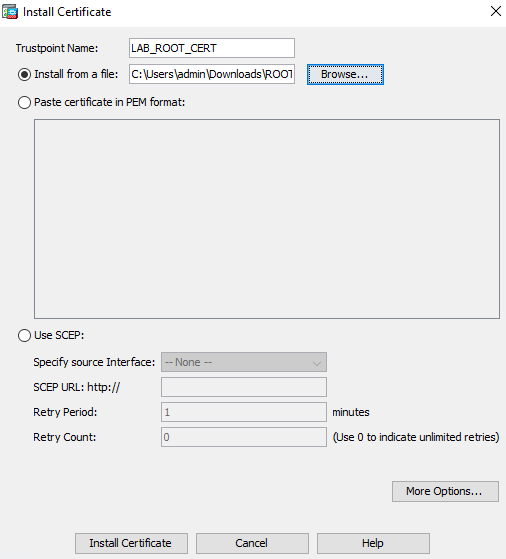 Install Certificate
Trustpoint Name: LAB_ROOT_CERT
Install from a file: C:\Users\admin\Downloads\ROOT Browse...
Paste certificate in PEM format:
Use SCEP:
Specify source Interface: -- None --
SCEP URL: http://
Retry Period: 1 minutes
Retry Count: 0 (Use 0 to indicate unlimited retries)
More Options...
Install Certificate Cancel Help